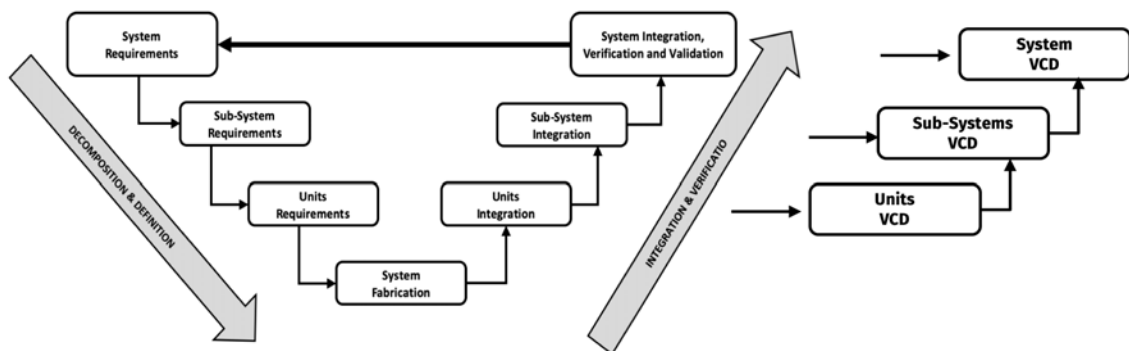 System
Requirements
System Integration,
Verification and Validation
System
VCD
Sub-System
Requirements
Sub-System
Integration
Sub-Systems
VCD
Units
Requirements
Units
Integration
Units
VCD
System
Fabrication
DECOMPOSITION & DEFINITION
INTEGRATION & VERIFICATIO